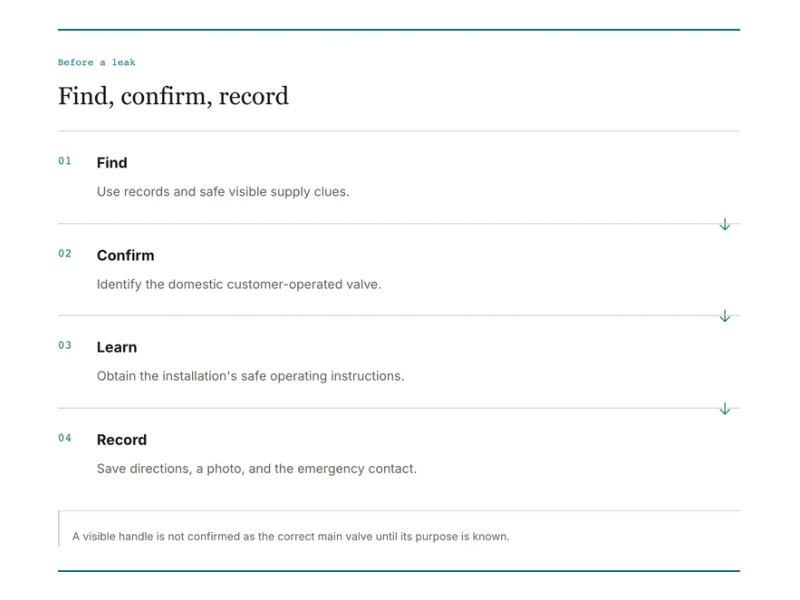 Before a leak
Find, confirm, record
01 Find
Use records and safe visible supply clues.
02 Confirm
Identify the domestic customer-operated valve.
03 Learn
Obtain the installation's safe operating instructions.
04 Record
Save directions, a photo, and the emergency contact.
A visible handle is not confirmed as the correct main valve until its purpose is known.